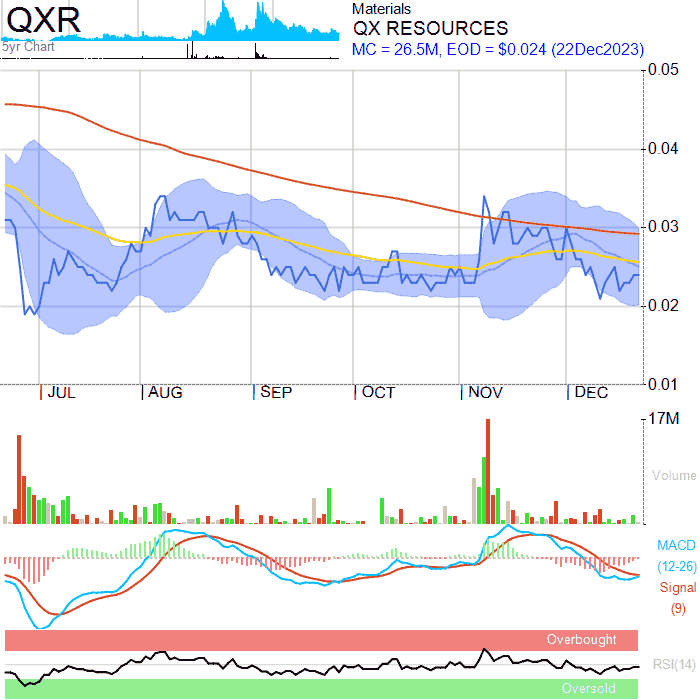 QXR
5yr Chart
Materials
QX RESOURCES
MC = 26.5M, EOD = $0.024 (22Dec2023)
0.05
0.04
0.03
0.02
0.01
JUL AUG SEP OCT NOV DEC
17M
Volume
MACD
(12-26)
Signal
(9)
Overbought
RSI(14)
Oversold